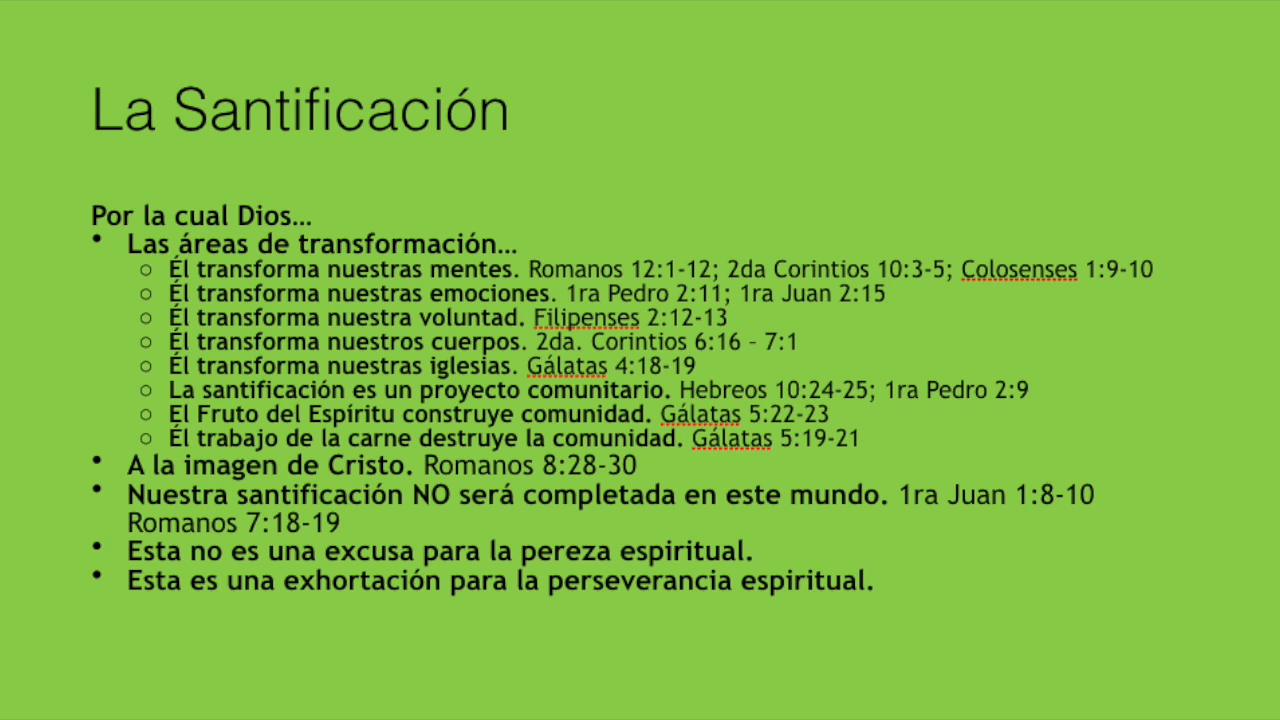 La Santificación
Por la cual Dios…
• Las áreas de transformación…
○ Él transforma nuestras mentes. Romanos 12:1-12; 2da Corintios 10:3-5; Colosenses 1:9-10
○ Él transforma nuestras emociones. 1ra Pedro 2:11; 1ra Juan 2:15
○ Él transforma nuestra voluntad. Filipenses 2:12-13
○ Él transforma nuestros cuerpos. 2da. Corintios 6:16 – 7:1
○ Él transforma nuestras iglesias. Gálatas 4:18-19
○ La santificación es un proyecto comunitario. Hebreos 10:24-25; 1ra Pedro 2:9
○ El Fruto del Espíritu construye comunidad. Gálatas 5:22-23
○ Él trabajo de la carne destruye la comunidad. Gálatas 5:19-21
• A la imagen de Cristo. Romanos 8:28-30
• Nuestra santificación NO será completada en este mundo. 1ra Juan 1:8-10
Romanos 7:18-19
• Esta no es una excusa para la pereza espiritual.
• Esta es una exhortación para la perseverancia espiritual.